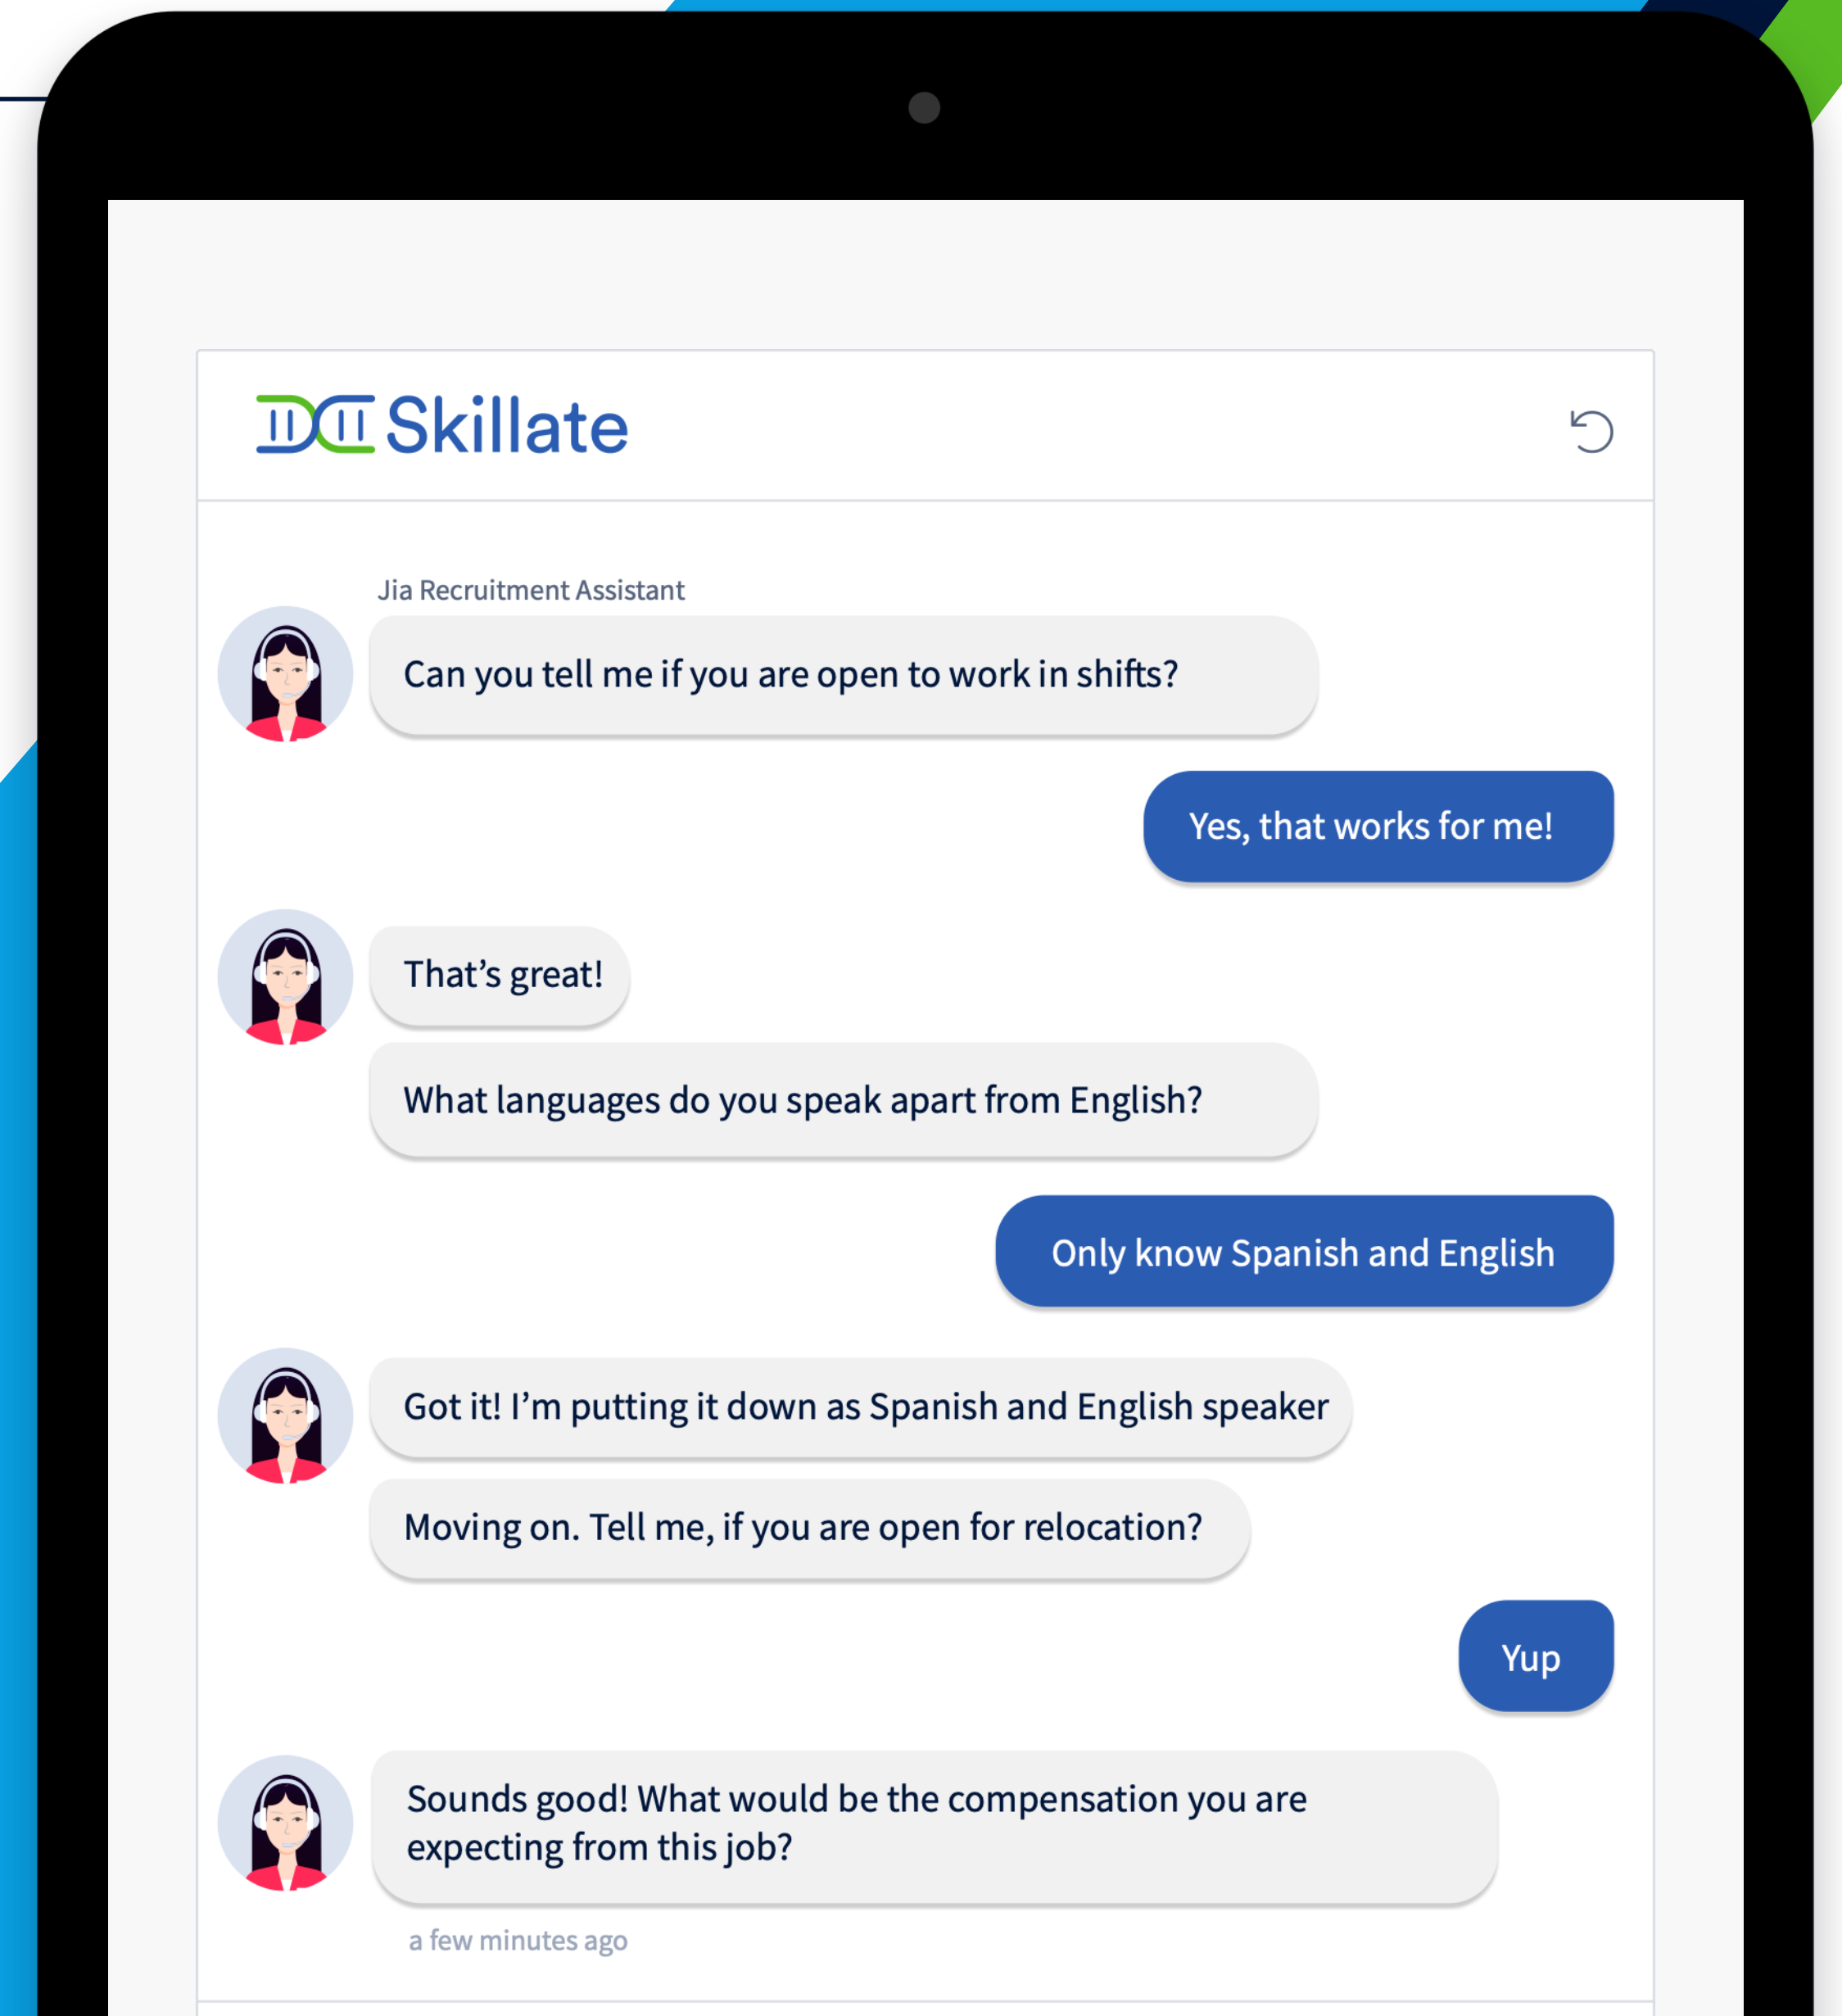 Skillate
Jia Recruitment Assistant
Can you tell me if you are open to work in shifts?
Yes, that works for me!
That’s great!
What languages do you speak apart from English?
Only know Spanish and English
Got it! I’m putting it down as Spanish and English speaker
Moving on. Tell me, if you are open for relocation?
Yup
Sounds good! What would be the compensation you are
expecting from this job?
a few minutes ago